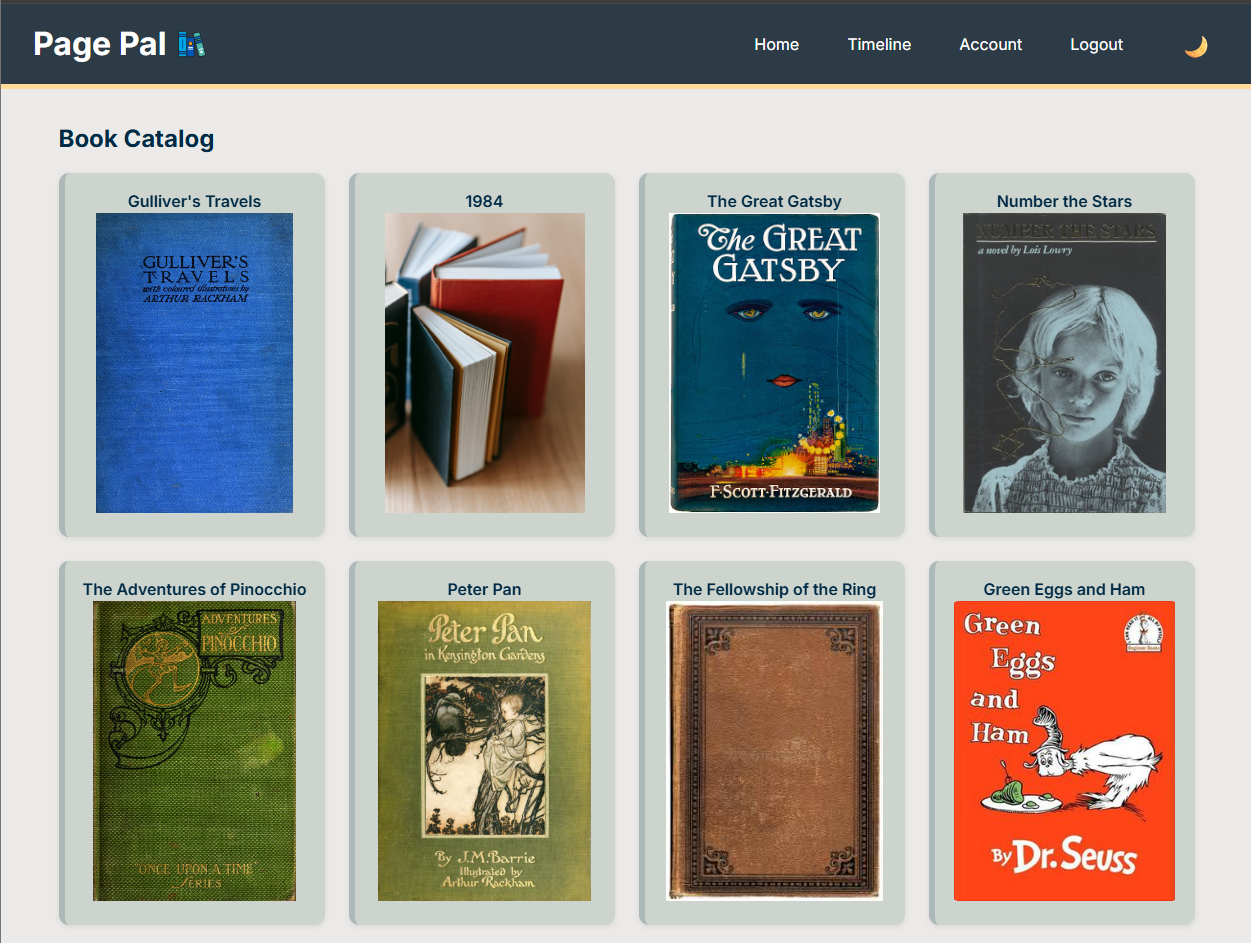 Page Pal
Home
Timeline
Account
Logout
Book Catalog
Gulliver's Travels
GULLIVER'S
TRAVELS
with coloured illustrations by
ARTHUR RACKHAM
1984
The Great Gatsby
The GREAT
GATSBY
F·SCOTT·FITZGERALD
Number the Stars
NUMBER THE STARS
a novel by Lois Lowry
The Adventures of Pinocchio
ADVENTURES
of
PINOCCHIO
"ONCE UPON A TIME"
SERIES
Peter Pan
Peter Pan
in Kensington Gardens
By J.M. Barrie
Illustrated by
Arthur Rackham
The Fellowship of the Ring
Green Eggs and Ham
Green
Eggs
and
Ham
By Dr. Seuss